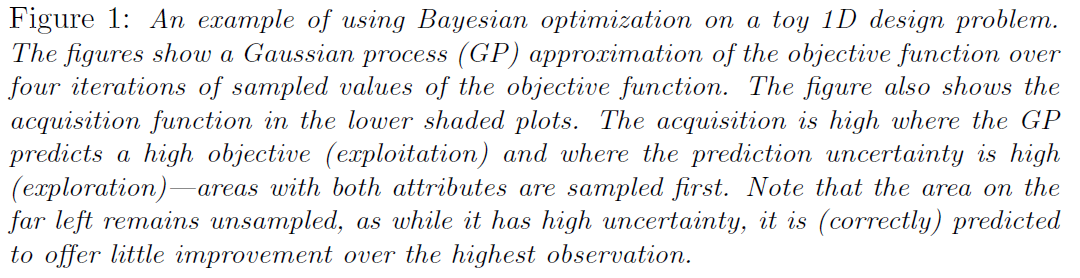 Figure 1: An example of using Bayesian optimization on a toy 1D design problem.
The figures show a Gaussian process (GP) approximation of the objective function over
four iterations of sampled values of the objective function. The figure also shows the
acquisition function in the lower shaded plots. The acquisition is high where the GP
predicts a high objective (exploitation) and where the prediction uncertainty is high
(exploration)—areas with both attributes are sampled first. Note that the area on the
far left remains unsampled, as while it has high uncertainty, it is (correctly) predicted
to offer little improvement over the highest observation.